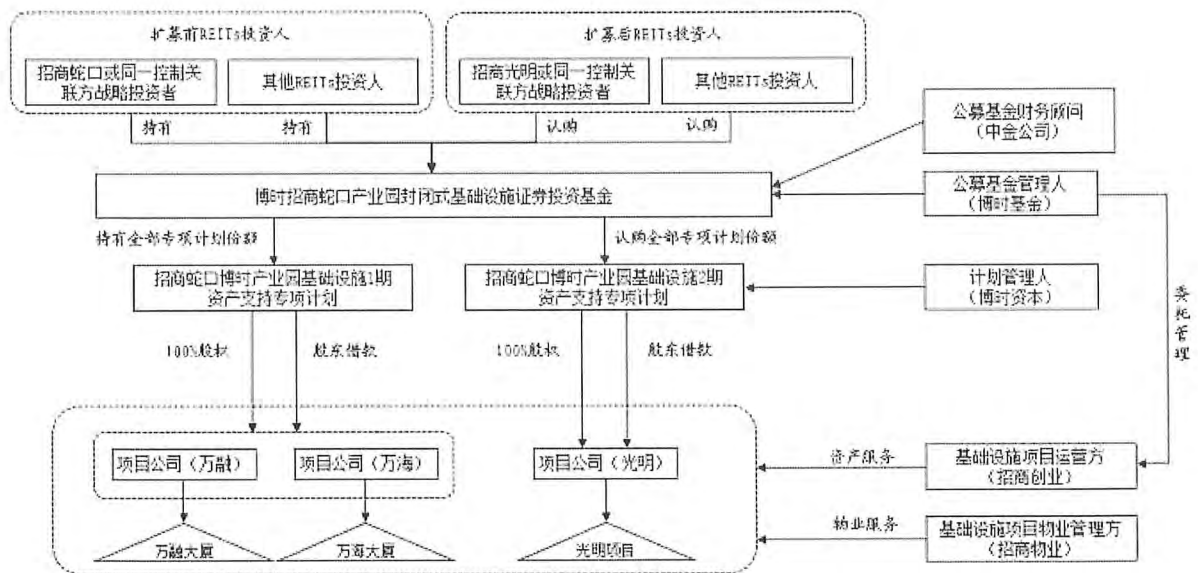 扩募前REITs投资人
扩募后REITs投资人
招商蛇口或同一控制关
联方战略投资者
其他REITs投资人
招商光明或同一控制关
联方战略投资者
其他REITs投资人
持有
持有
认购
认购
公募基金财务顾问
（中金公司）
博时招商蛇口产业园封闭式基础设施证券投资基金
公募基金管理人
（博时基金）
持有全部专项计划份额
认购全部专项计划份额
招商蛇口博时产业园基础设施1期
资产支持专项计划
招商蛇口博时产业园基础设施2期
资产支持专项计划
计划管理人
（博时资本）
委托管理
100%股权
股东借款
100%股权
股东借款
项目公司（万融）
项目公司（万海）
项目公司（光明）
资产服务
基础设施项目运营方
（招商创业）
万融大厦
万海大厦
光明项目
物业服务
基础设施项目物业管理方
（招商物业）